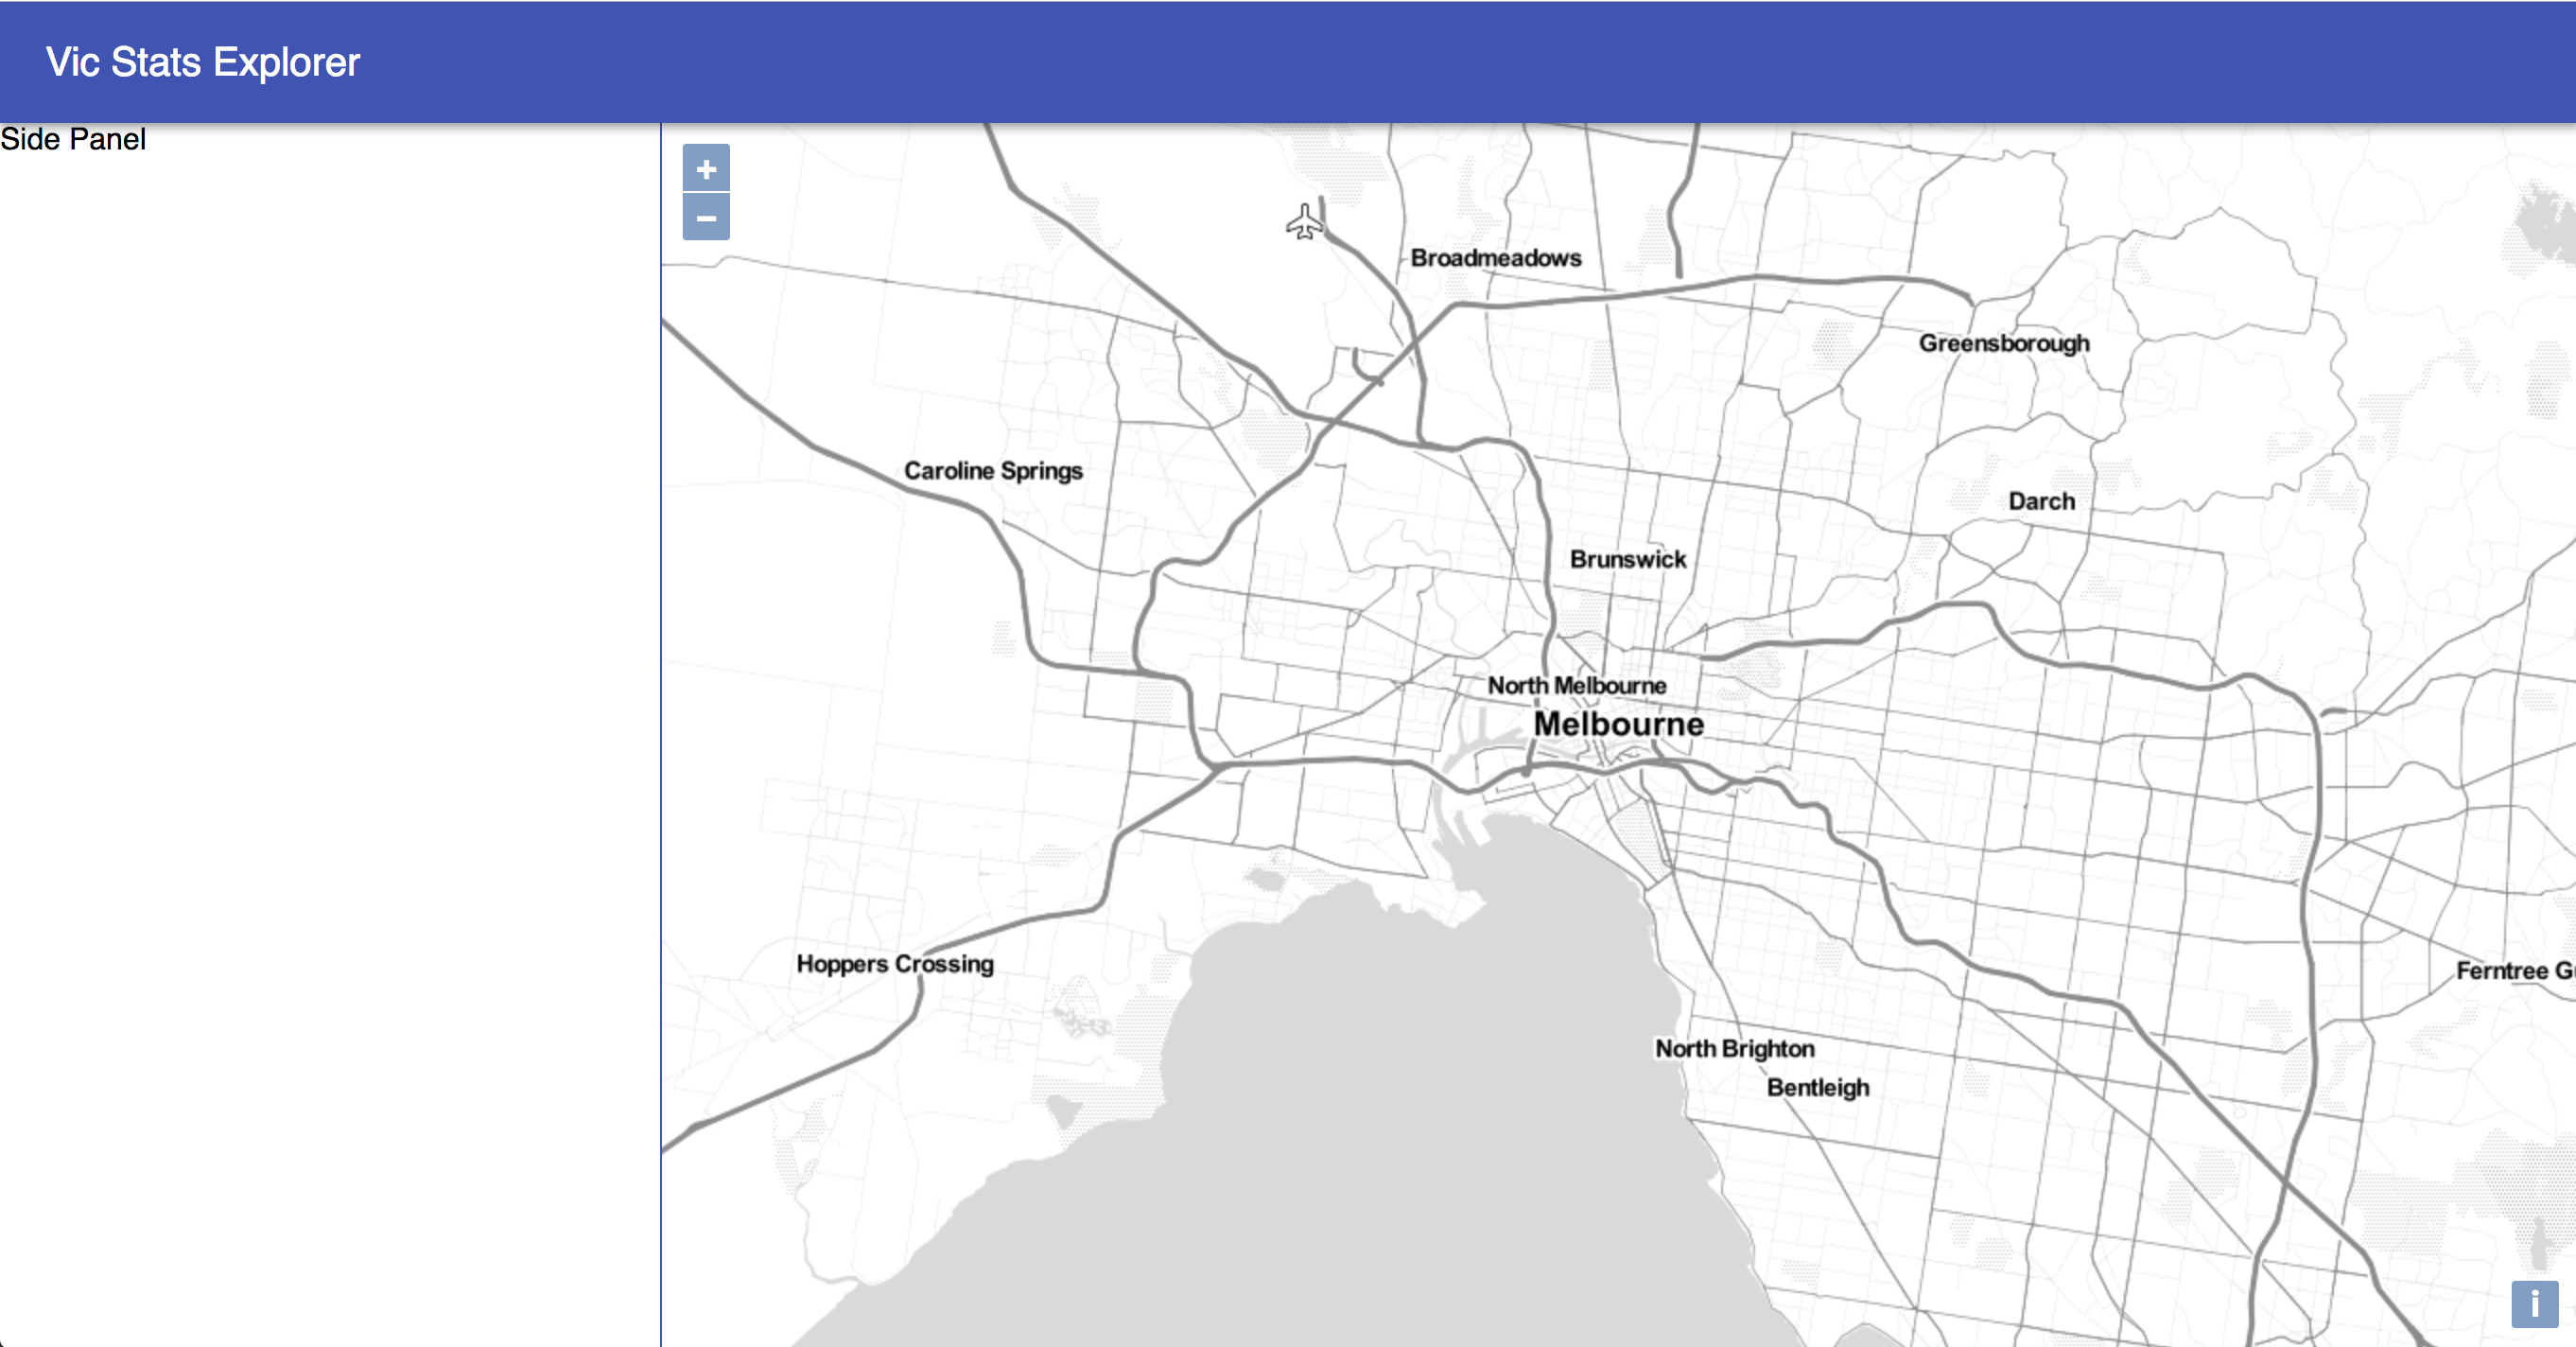 Vic Stats Explorer
Side Panel
+
−
Broadmeadows
Greensborough
Caroline Springs
Darch
Brunswick
North Melbourne
Melbourne
Hoppers Crossing
Ferntree G
North Brighton
Bentleigh
i